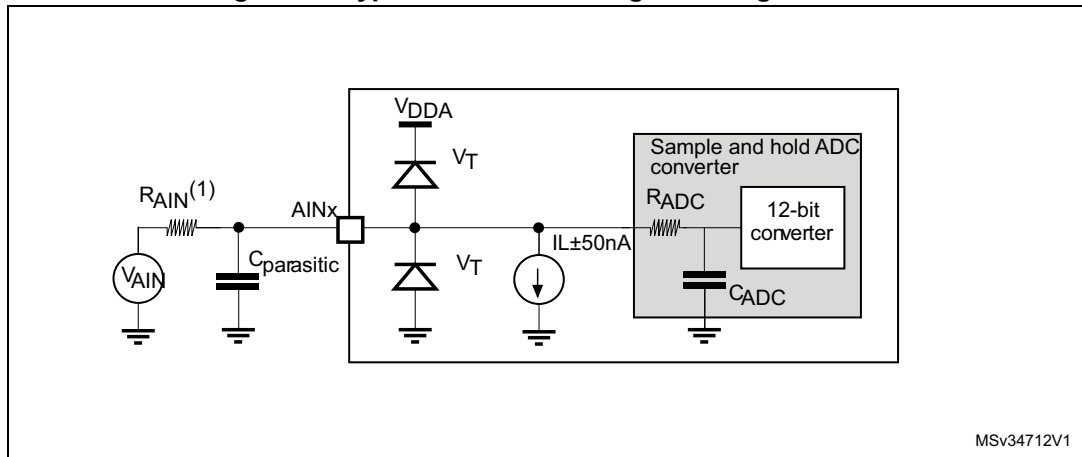 VDDA
VT
Sample and hold ADC
converter
RAIN(1)
AINx
RADC
12-bit
converter
IL±50nA
Cparasitic
VT
VAIN
CADC
MSv34712V1